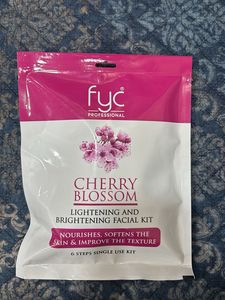 fyc
PROFESSIONAL
CHERRY
BLOSSOM
LIGHTENING AND
BRIGHTENING FACIAL KIT
NOURISHES, SOFTENS THE
SKIN & IMPROVE THE TEXTURE
6 STEPS SINGLE USE KIT